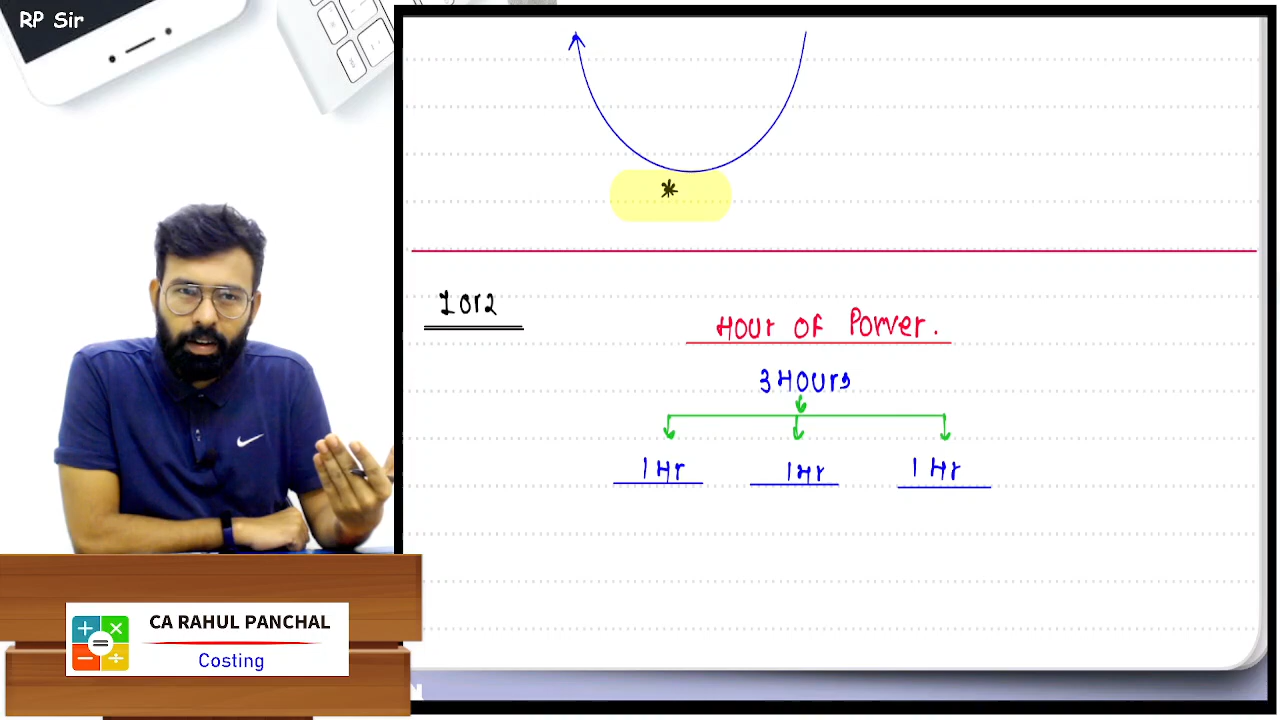 RP Sir
*
1 or 2
Hour of Power.
3 Hours
1 Hr 1 Hr 1 Hr
+ ×
=
− ÷
CA RAHUL PANCHAL
Costing